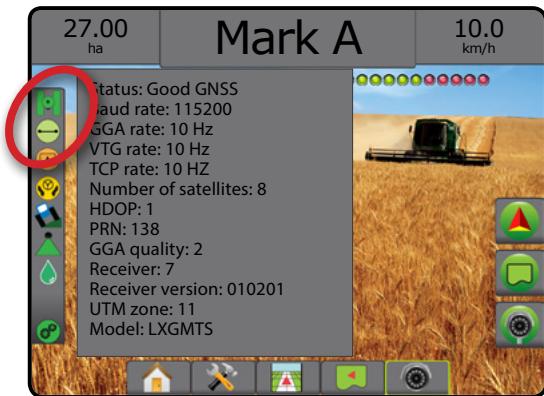 27.00
ha
Mark A
10.0
km/h
Status: Good GNSS
Baud rate: 115200
GGA rate: 10 Hz
VTG rate: 10 Hz
TCP rate: 10 HZ
Number of satellites: 8
HDOP: 1
PRN: 138
GGA quality: 2
Receiver: 7
Receiver version: 010201
UTM zone: 11
Model: LXGMTS